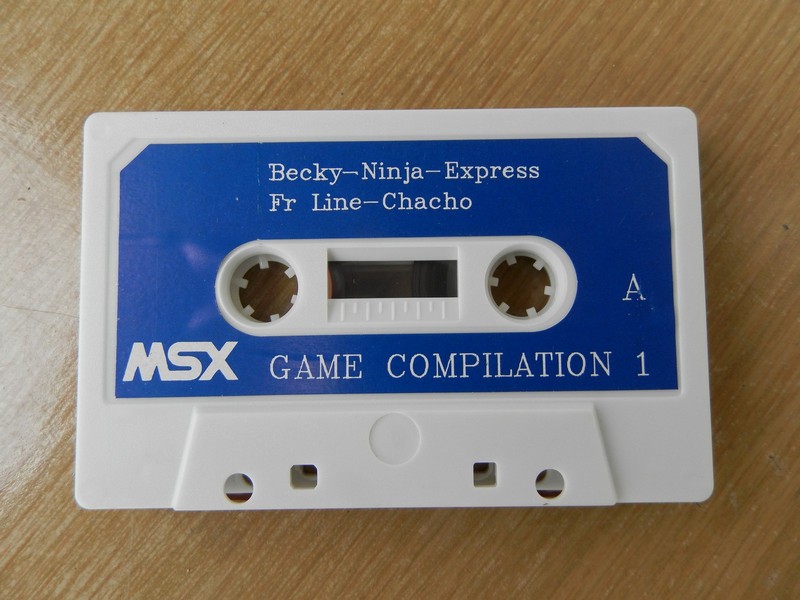 Becky-Ninja-Express
Fr Line-Chacho
A
MSX GAME COMPILATION 1